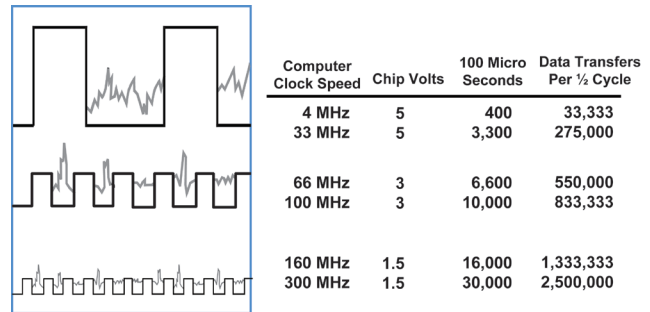 Computer Clock Speed Chip Volts 100 Micro Seconds Data Transfers Per ½ Cycle
4 MHz 5 400 33,333
33 MHz 5 3,300 275,000
66 MHz 3 6,600 550,000
100 MHz 3 10,000 833,333
160 MHz 1.5 16,000 1,333,333
300 MHz 1.5 30,000 2,500,000